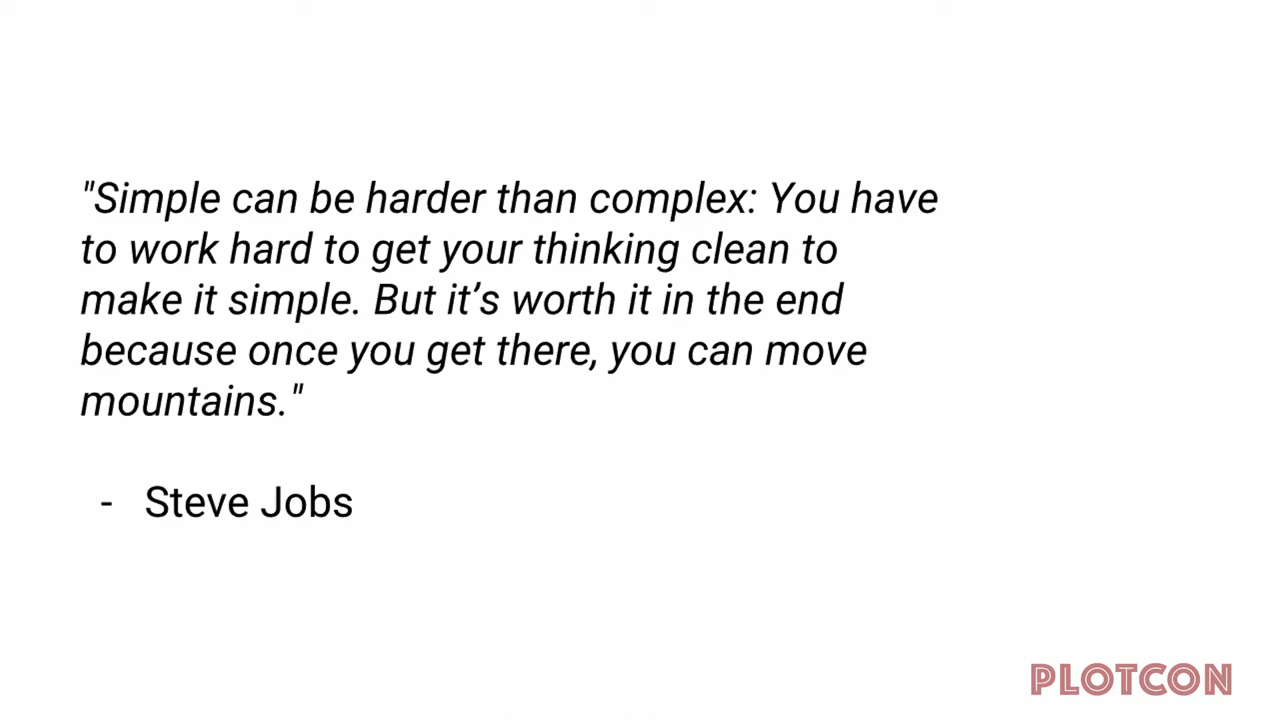 "Simple can be harder than complex: You have
to work hard to get your thinking clean to
make it simple. But it’s worth it in the end
because once you get there, you can move
mountains."
- Steve Jobs
PLOTCON